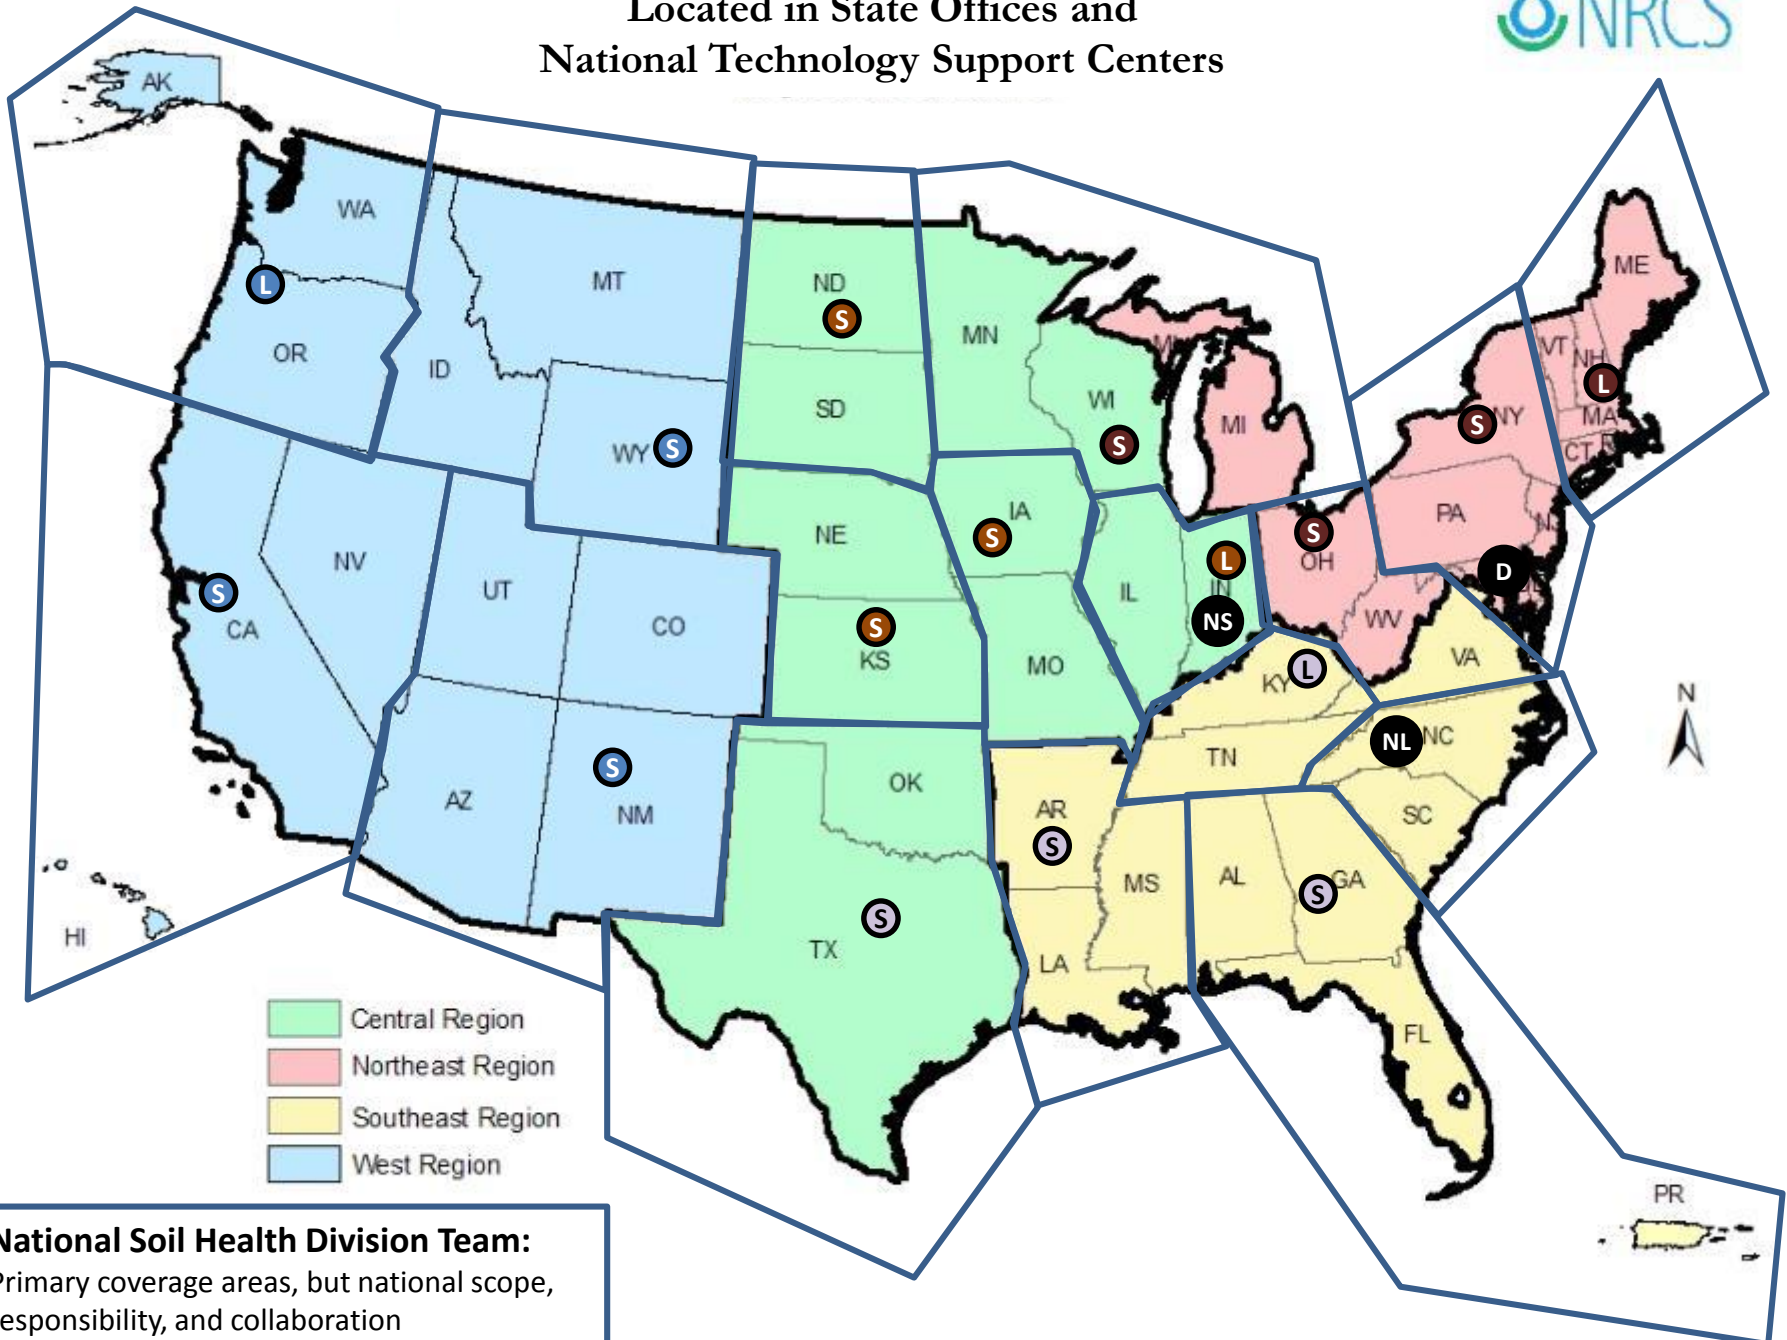 Located in State Offices and
National Technology Support Centers
NRCS
AK
WA
L
OR
MT
ID
ND
S
MN
SD
WI
S
MI
MI
ME
VT
NH
L
NY
S
MA
CT
WY
S
NE
IA
S
PA
S
OH
NV
UT
CO
S
CA
S
KS
MO
IL
L
IN
NS
D
WV
VA
KY
L
N
NL
NC
TN
S
NM
AZ
OK
AR
S
SC
MS
AL
S
GA
TX
S
LA
HI
FL
PR
Central Region
Northeast Region
Southeast Region
West Region
National Soil Health Division Team:
Primary coverage areas, but national scope,
responsibility, and collaboration